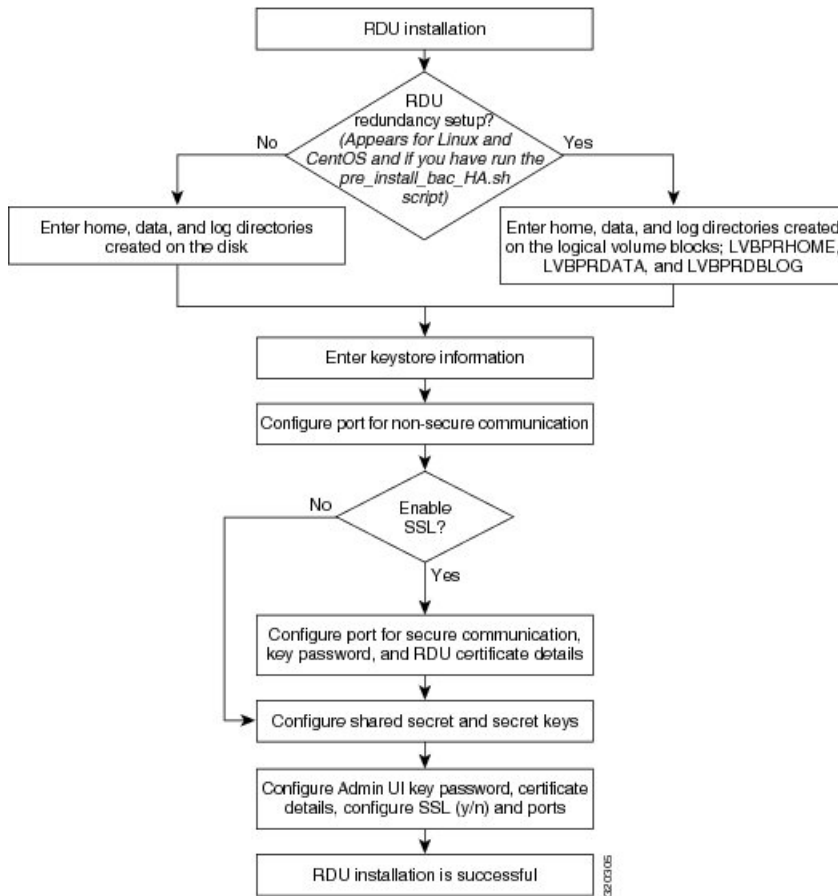 RDU installation
RDU
redundancy setup?
(Appears for Linux and
CentOS and if you have run the
pre_install_bac_HA.sh
script)
No
Yes
Enter home, data, and log directories
created on the disk
Enter home, data, and log directories created
on the logical volume blocks; LVBPRHOME,
LVBPRDATA, and LVBPRDBLOG
Enter keystore information
Configure port for non-secure communication
Enable
SSL?
No
Yes
Configure port for secure communication,
key password, and RDU certificate details
Configure shared secret and secret keys
Configure Admin UI key password, certificate
details, configure SSL (y/n) and ports
RDU installation is successful
320305